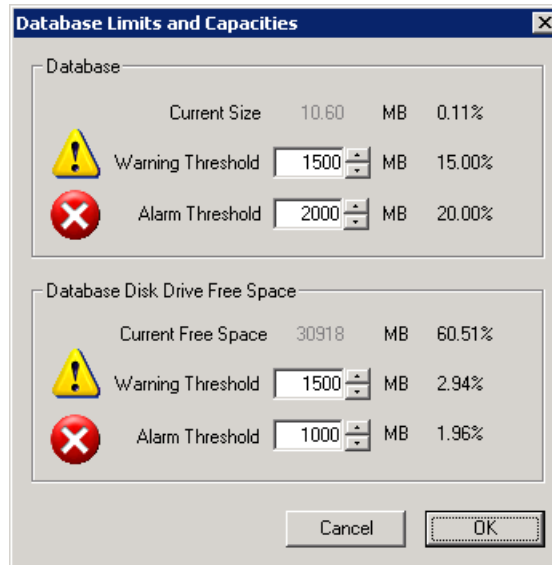 Database Limits and Capacities
Database
Current Size 10.60 MB 0.11%
Warning Threshold 1500 MB 15.00%
Alarm Threshold 2000 MB 20.00%
Database Disk Drive Free Space
Current Free Space 30918 MB 60.51%
Warning Threshold 1500 MB 2.94%
Alarm Threshold 1000 MB 1.96%
Cancel OK